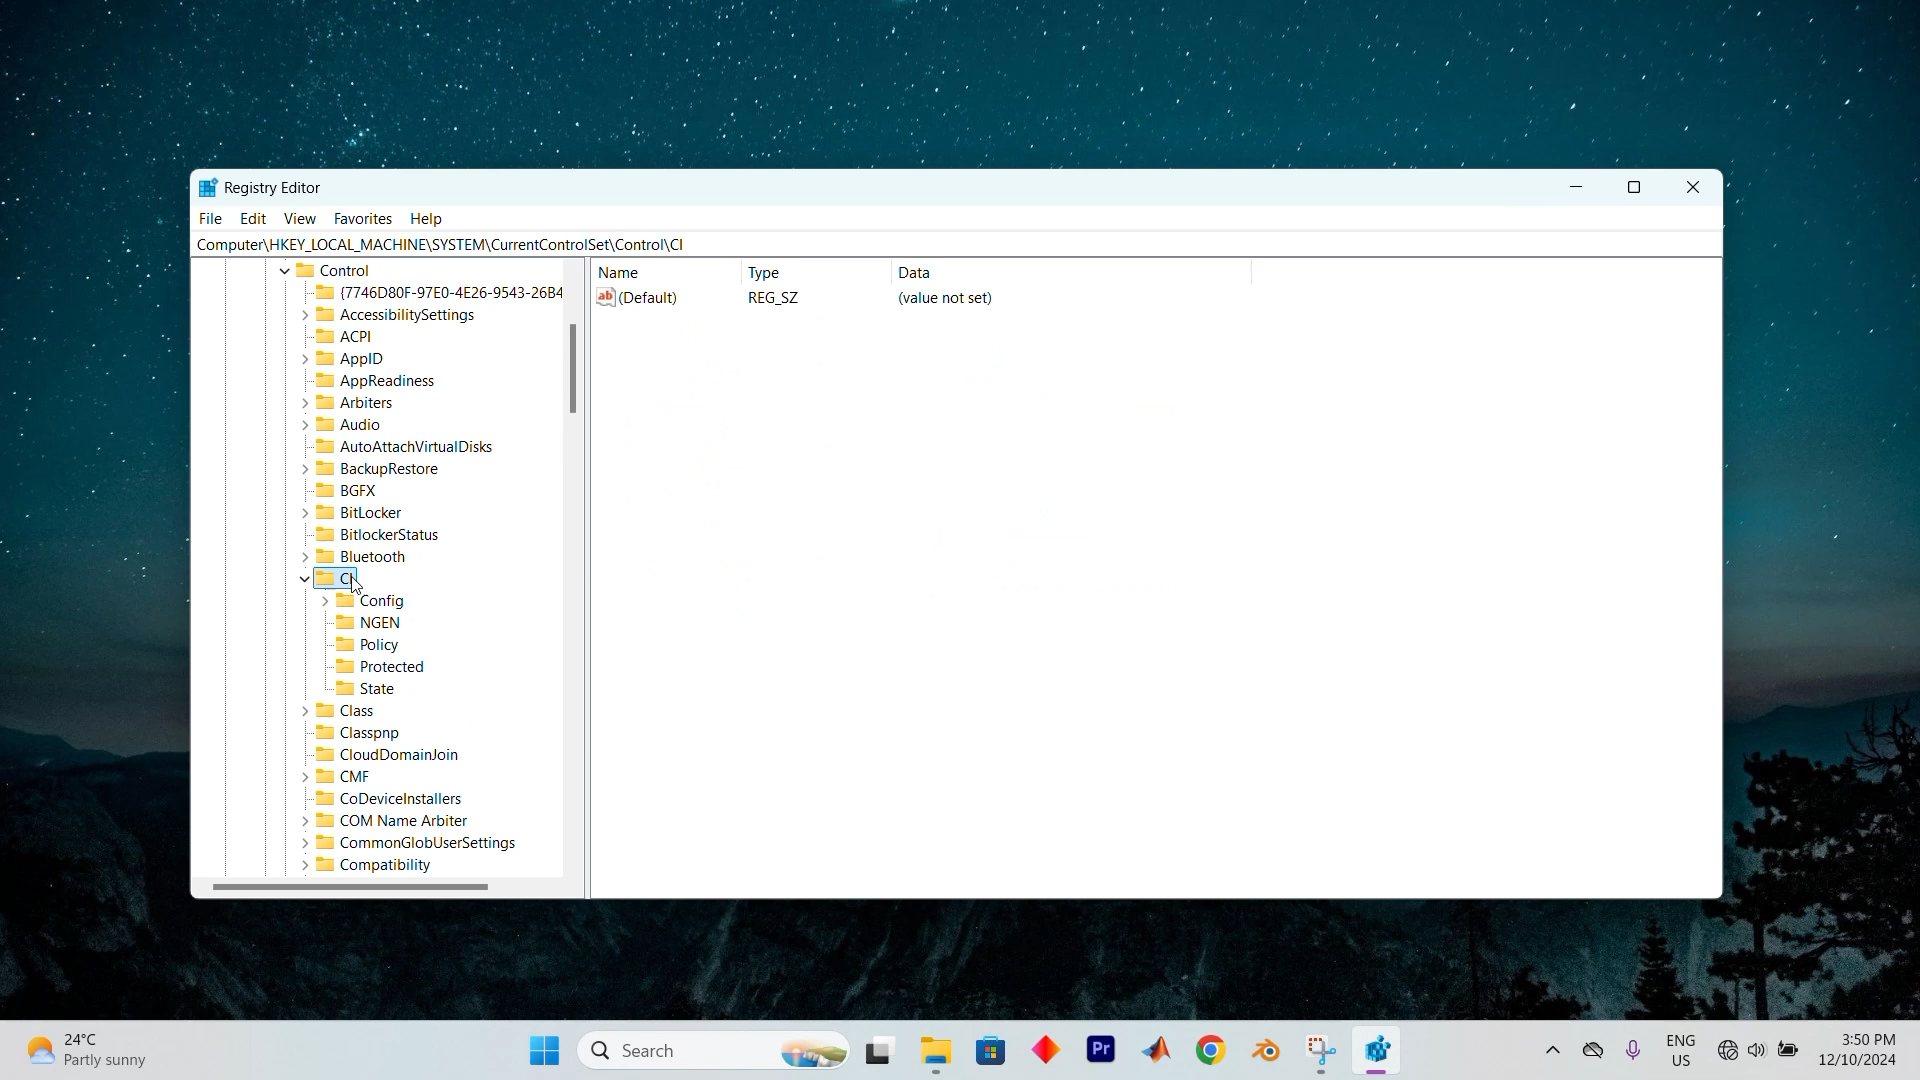 Registry Editor
File Edit View Favorites Help
Computer\HKEY_LOCAL_MACHINE\SYSTEM\CurrentControlSet\Control\CI
Control
{7746D80F-97E0-4E26-9543-26B4
AccessibilitySettings
ACPI
AppID
AppReadiness
Arbiters
Audio
AutoAttachVirtualDisks
BackupRestore
BGFX
BitLocker
BitlockerStatus
Bluetooth
CI
Config
NGEN
Policy
Protected
State
Class
Classpnp
CloudDomainJoin
CMF
CoDeviceInstallers
COM Name Arbiter
CommonGlobUserSettings
Compatibility
Name Type Data
ab (Default) REG_SZ (value not set)
24°C
Partly sunny
Search
Pr
ENG
US
3:50 PM
12/10/2024